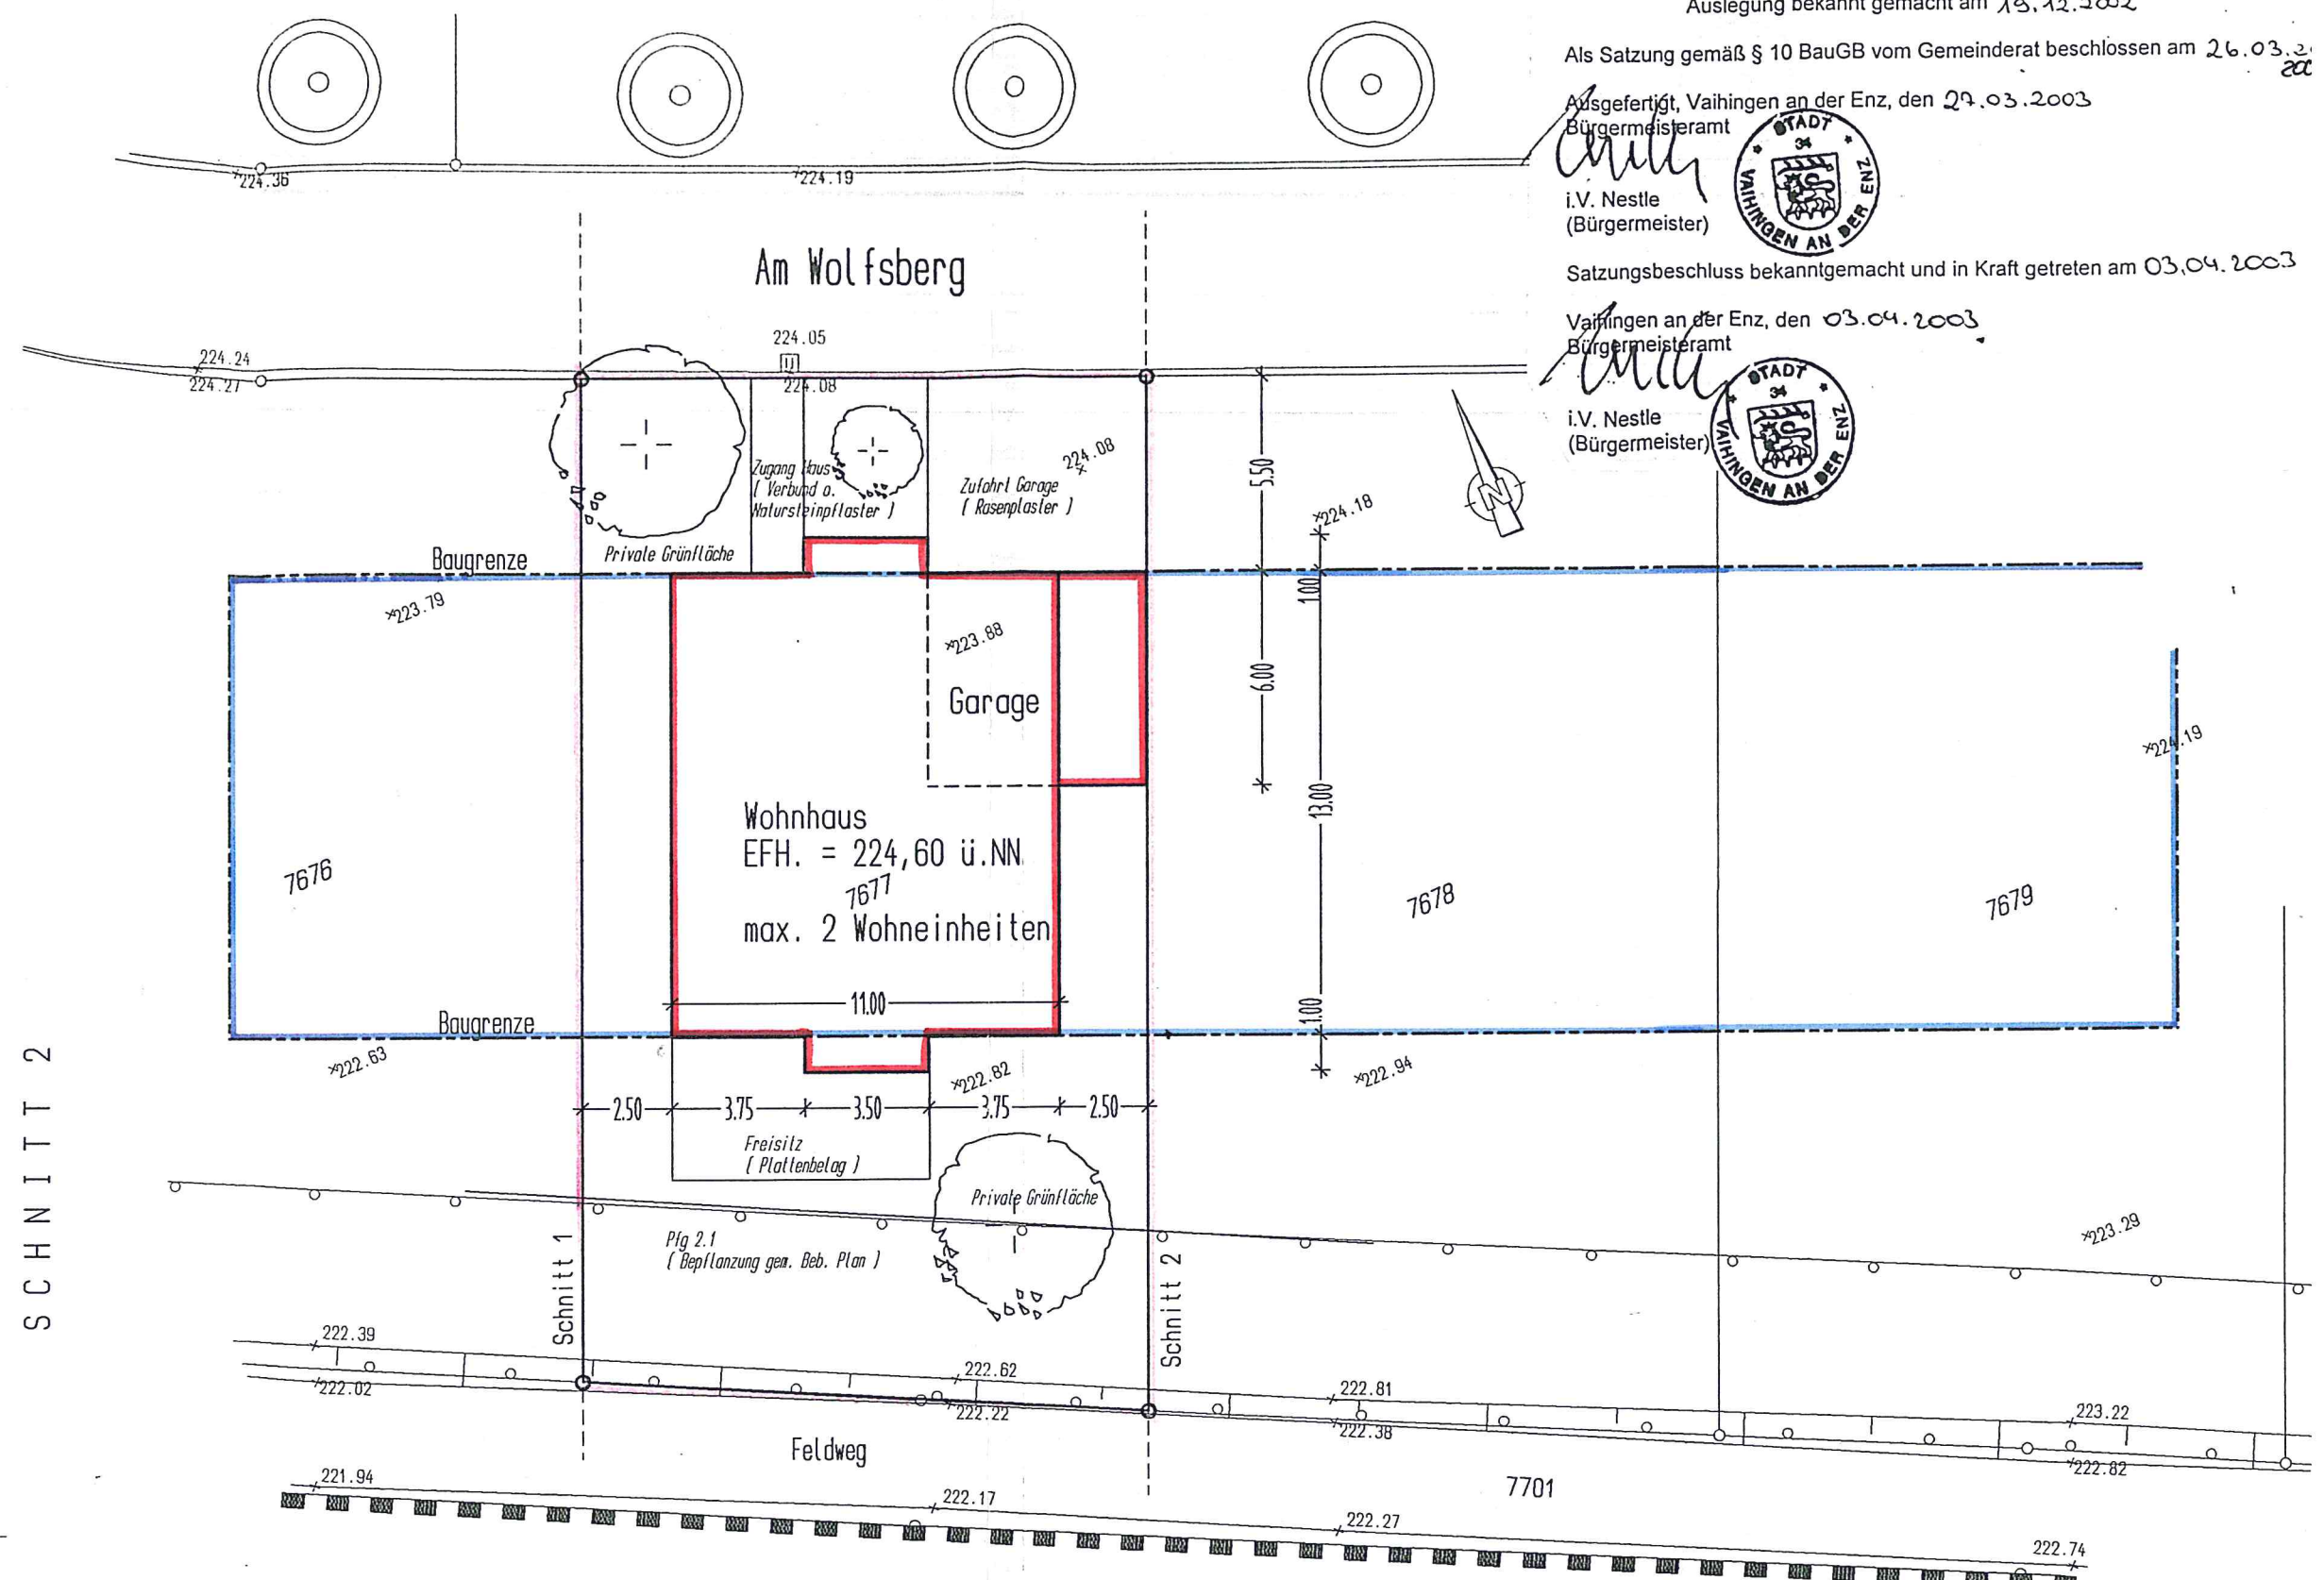 Auslegung bekannt gemacht am 19.12.2002
Als Satzung gemäß § 10 BauGB vom Gemeinderat beschlossen am 26.03.
Ausgefertigt, Vaihingen an der Enz, den 27.03.2003
Bürgermeisteramt
STADT
34
VAIHINGEN AN DER ENZ
i.V. Nestle
(Bürgermeister)
Satzungsbeschluss bekanntgemacht und in Kraft getreten am 03.04.2003
Vaihingen an der Enz, den 03.04.2003
Bürgermeisteramt
STADT
34
VAIHINGEN AN DER ENZ
i.V. Nestle
(Bürgermeister)
224.36
224.19
Am Wolfsberg
224.05
224.24
224.27
224.08
224.08
Zugang Haus
( Verbund o.
Natursteinpflaster )
Zufahrt Garage
( Rasenplaster )
5.50
N
224.18
Baugrenze
Private Grünfläche
1.00
223.79
223.88
6.00
Garage
13.00
224.19
Wohnhaus
EFH. = 224,60 ü.NN
7676
7677
7678
7679
max. 2 Wohneinheiten
11.00
1.00
Baugrenze
222.63
222.82
222.94
2.50
3.75
3.50
3.75
2.50
Freisitz
( Plattenbelag )
Private Grünfläche
Pfg 2.1
( Bepflanzung gem. Beb. Plan )
223.29
SCHNITT 2
Schnitt 1
Schnitt 2
222.39
222.02
222.62
222.22
222.81
222.38
223.22
222.82
Feldweg
7701
221.94
222.17
222.27
222.74